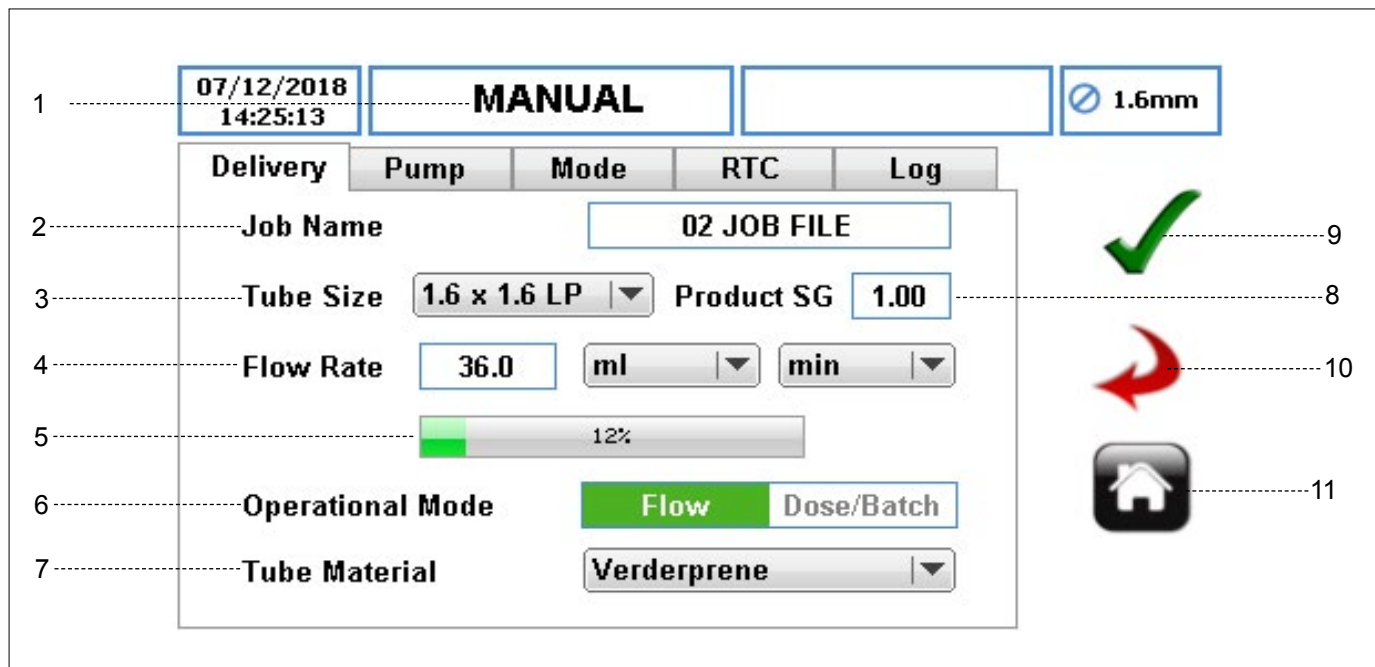 07/12/2018
14:25:13
MANUAL
1.6mm
1
Delivery Pump Mode RTC Log
2 Job Name 02 JOB FILE 9
3 Tube Size 1.6 x 1.6 LP Product SG 1.00 8
4 Flow Rate 36.0 ml min 10
5 12%
6 Operational Mode Flow Dose/Batch 11
7 Tube Material Verderprene